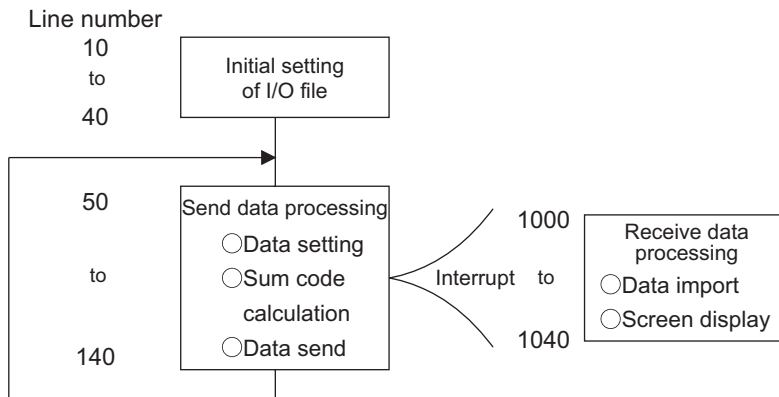 Line number
10
to
40
Initial setting
of I/O file
50
to
140
Send data processing
○Data setting
○Sum code
calculation
○Data send
Interrupt
1000
to
1040
Receive data
processing
○Data import
○Screen display